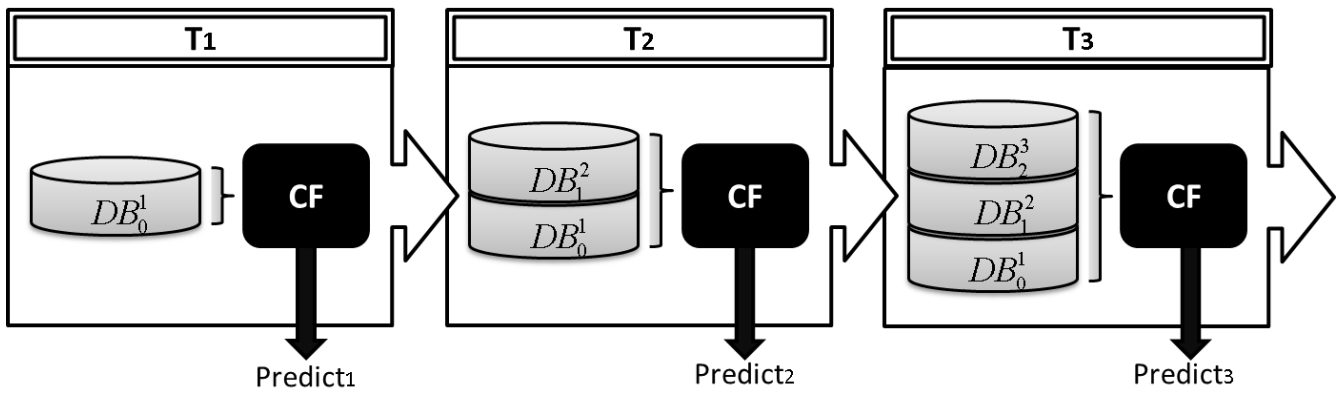 T1
T2
T3
DB₀¹
CF
DB₁²
DB₀¹
CF
DB₂³
DB₁²
DB₀¹
CF
Predict1
Predict2
Predict3